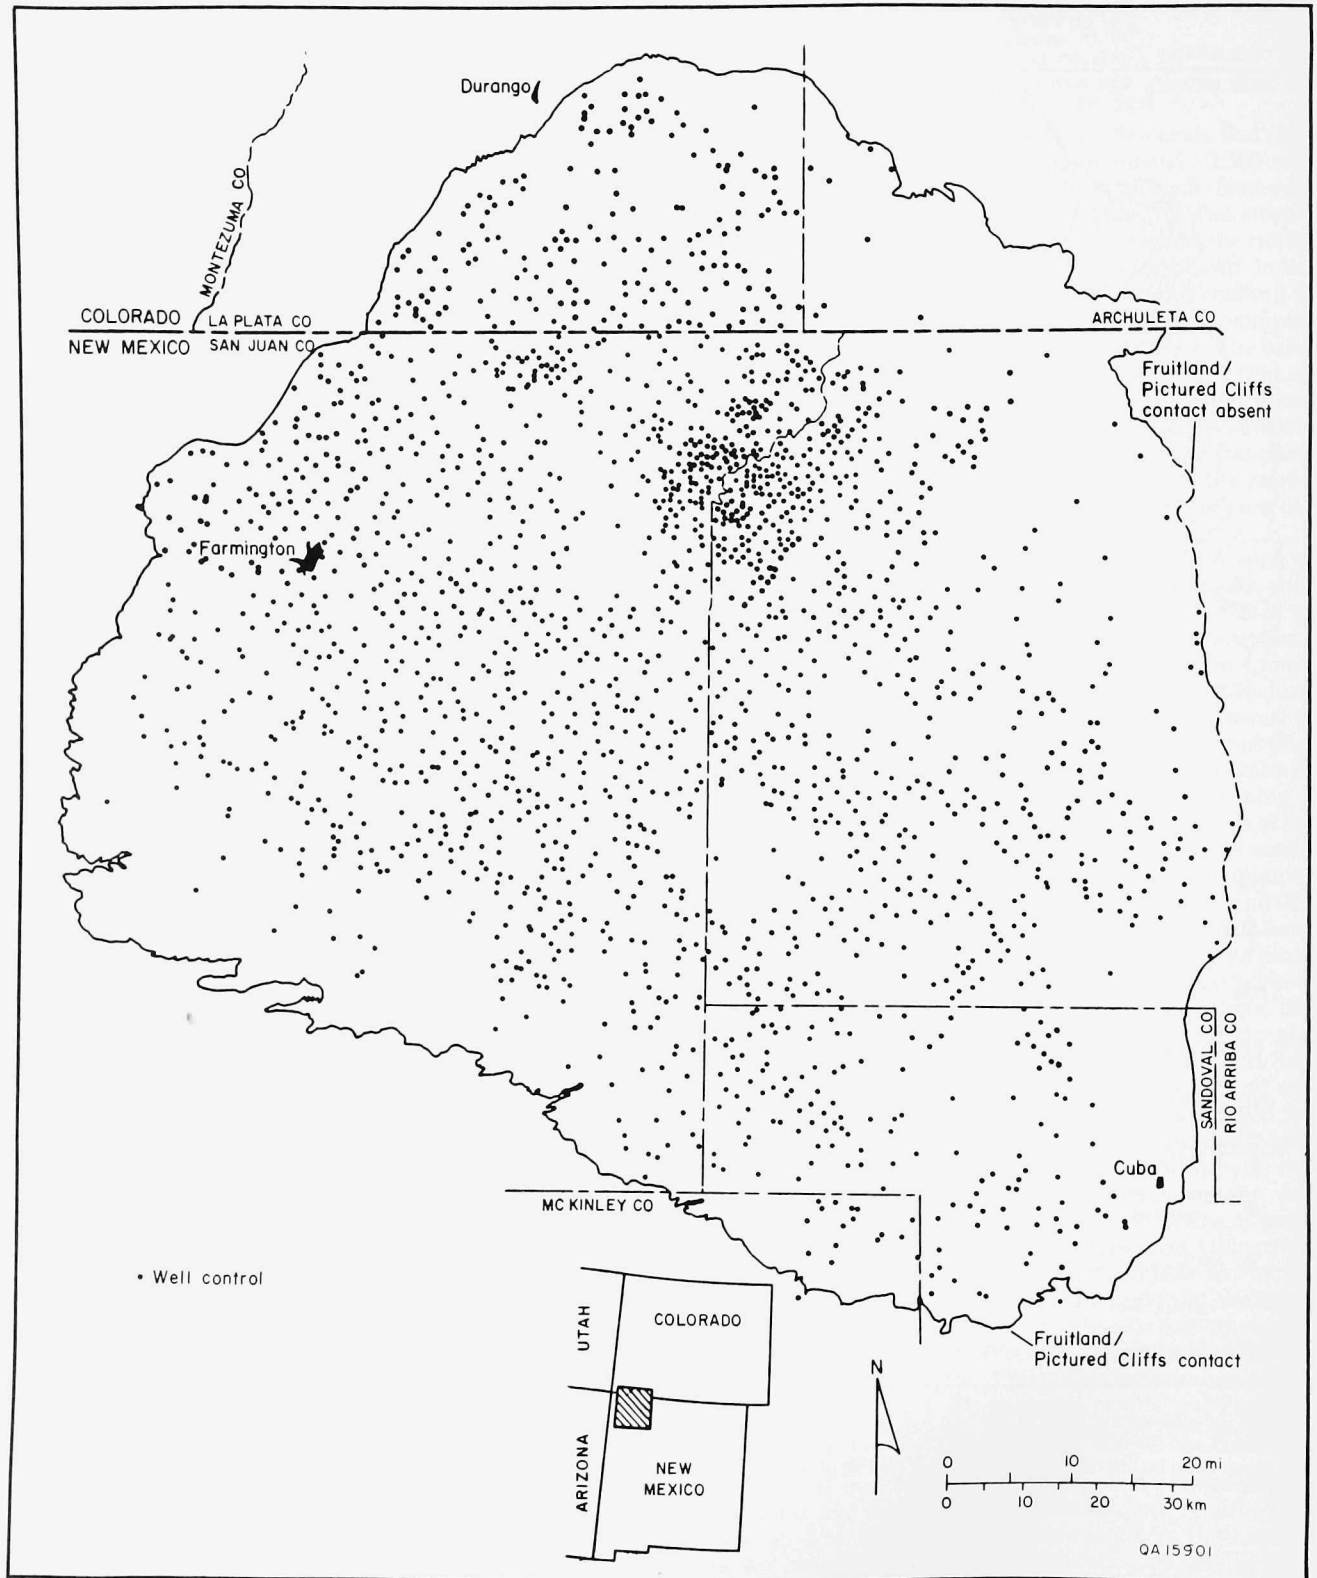 Durango
MONTEZUMA CO
COLORADO
LA PLATA CO
ARCHULETA CO
NEW MEXICO
SAN JUAN CO
Fruitland/
Pictured Cliffs
contact absent
Farmington
SANDOVAL CO
RIO ARRIBA CO
Cuba
MC KINLEY CO
• Well control
UTAH
COLORADO
ARIZONA
NEW
MEXICO
Fruitland/
Pictured Cliffs contact
N
0 10 20 mi
0 10 20 30 km
QA15901